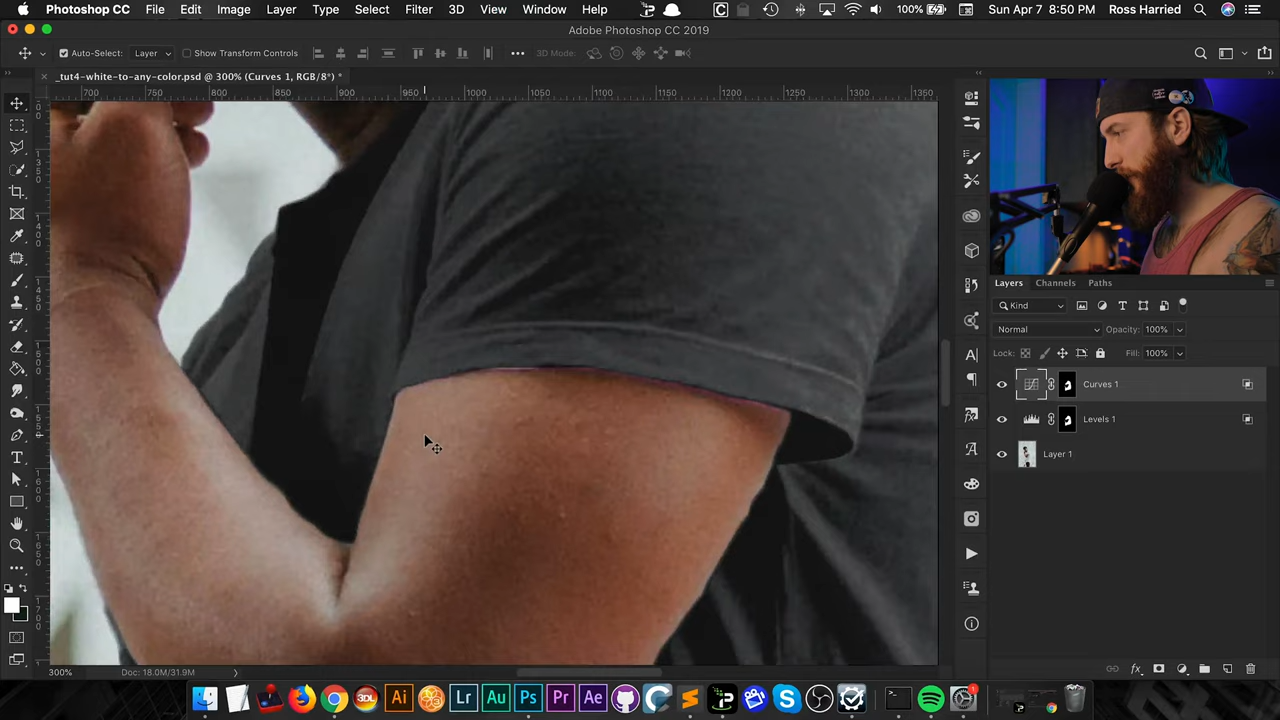 Photoshop CC File Edit Image Layer Type Select Filter 3D View Window Help 100% Sun Apr 7 8:50 PM Ross Harried
Adobe Photoshop CC 2019
Auto-Select: Layer Show Transform Controls 3D Mode:
_tut4-white-to-any-color.psd @ 300% (Curves 1, RGB/8*) *
700 750 800 850 900 950 1000 1050 1100 1150 1200 1250 1300 1350
Layers Channels Paths
Kind
Normal Opacity: 100%
Lock: Fill: 100%
Curves 1
Levels 1
Layer 1
300% Doc: 18.0M/31.9M
Ai Lr Au Ps Pr Ae